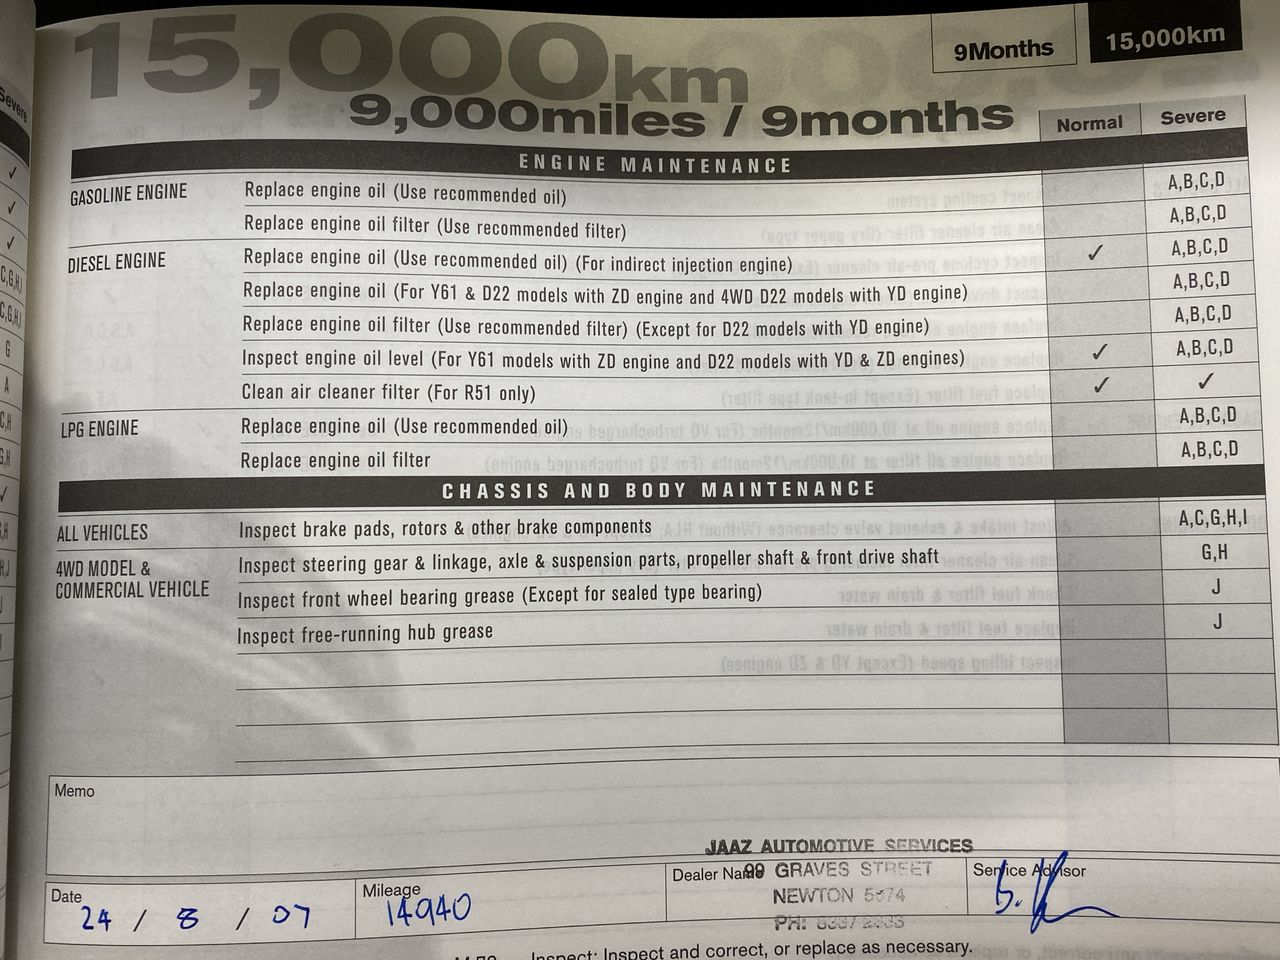 15,000km
9,000miles / 9months
9Months
15,000km
Normal
Severe
ENGINE MAINTENANCE
GASOLINE ENGINE
Replace engine oil (Use recommended oil)
A,B,C,D
Replace engine oil filter (Use recommended filter)
A,B,C,D
DIESEL ENGINE
Replace engine oil (Use recommended oil) (For indirect injection engine)
✓
A,B,C,D
Replace engine oil (For Y61 & D22 models with ZD engine and 4WD D22 models with YD engine)
A,B,C,D
Replace engine oil filter (Use recommended filter) (Except for D22 models with YD engine)
A,B,C,D
Inspect engine oil level (For Y61 models with ZD engine and D22 models with YD & ZD engines)
✓
A,B,C,D
Clean air cleaner filter (For R51 only)
✓
✓
LPG ENGINE
Replace engine oil (Use recommended oil)
A,B,C,D
Replace engine oil filter
A,B,C,D
CHASSIS AND BODY MAINTENANCE
ALL VEHICLES
Inspect brake pads, rotors & other brake components
A,C,G,H,I
4WD MODEL &
COMMERCIAL VEHICLE
Inspect steering gear & linkage, axle & suspension parts, propeller shaft & front drive shaft
G,H
Inspect front wheel bearing grease (Except for sealed type bearing)
J
Inspect free-running hub grease
J
Memo
Date
24 / 8 / 07
Mileage
14940
Dealer Name
JAAZ AUTOMOTIVE SERVICES
99 GRAVES STREET
NEWTON 5074
PH:
Service Advisor
Inspect: Inspect and correct, or replace as necessary.